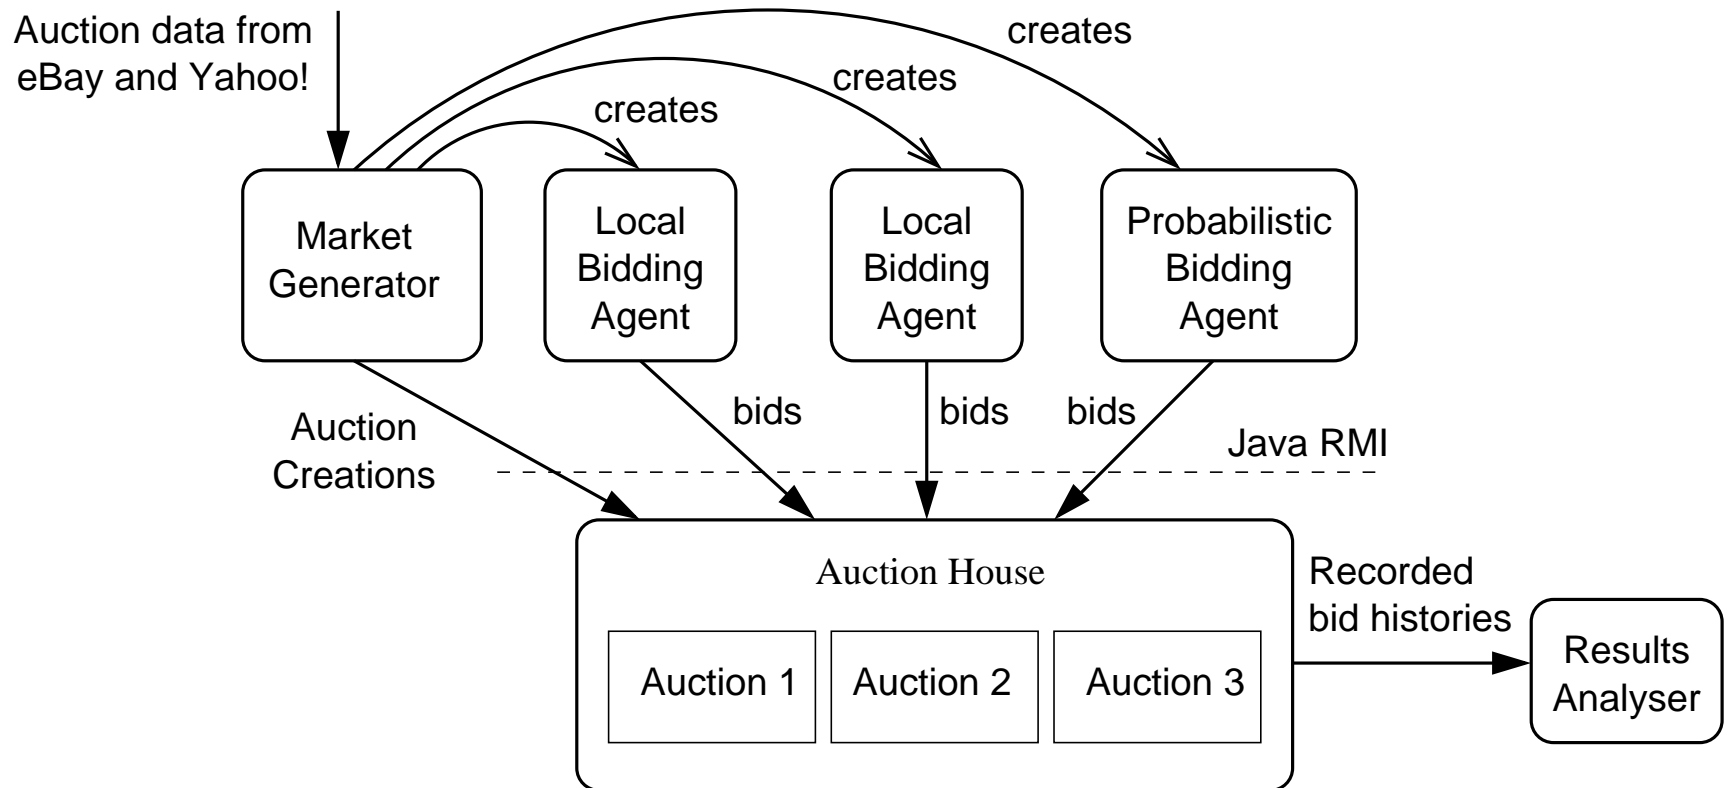 Auction data from
eBay and Yahoo!
creates
creates
creates
Market
Generator
Local
Bidding
Agent
Local
Bidding
Agent
Probabilistic
Bidding
Agent
Auction
Creations
bids
bids
bids
Java RMI
Auction House
Auction 1
Auction 2
Auction 3
Recorded
bid histories
Results
Analyser